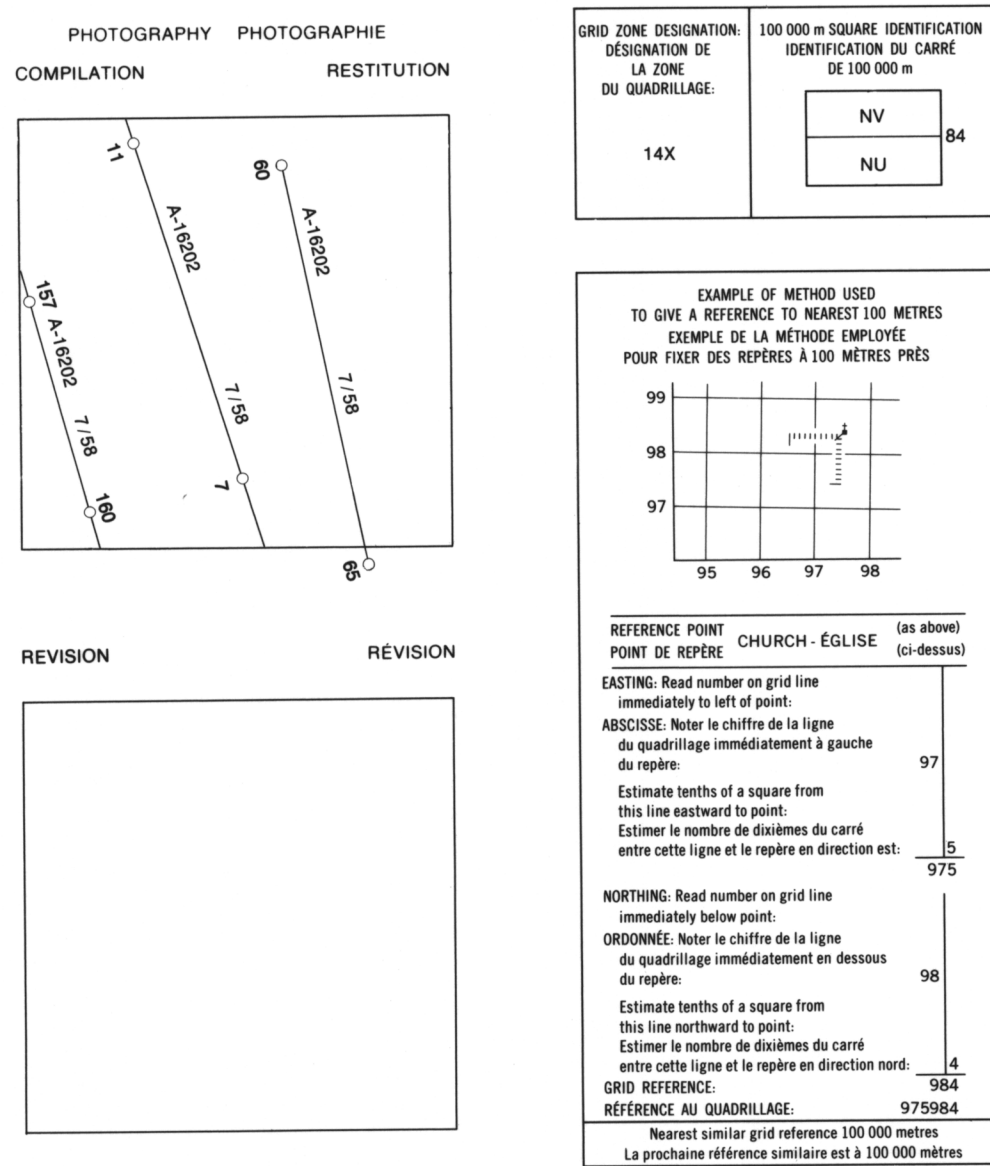 PHOTOGRAPHY PHOTOGRAPHIE
COMPILATION RESTITUTION
11
60
A-16202
A-16202
157
A-16202
7/58
7/58
7/58
7
160
65
REVISION RÉVISION
GRID ZONE DESIGNATION:
DÉSIGNATION DE
LA ZONE
DU QUADRILLAGE:
14X
100 000 m SQUARE IDENTIFICATION
IDENTIFICATION DU CARRÉ
DE 100 000 m
NV
84
NU
EXAMPLE OF METHOD USED
TO GIVE A REFERENCE TO NEAREST 100 METRES
EXEMPLE DE LA MÉTHODE EMPLOYÉE
POUR FIXER DES REPÈRES À 100 MÈTRES PRÈS
99
98
97
95 96 97 98
REFERENCE POINT
POINT DE REPÈRE
CHURCH - ÉGLISE
(as above)
(ci-dessus)
EASTING: Read number on grid line
immediately to left of point:
ABSCISSE: Noter le chiffre de la ligne
du quadrillage immédiatement à gauche
du repère: 97
Estimate tenths of a square from
this line eastward to point:
Estimer le nombre de dixièmes du carré
entre cette ligne et le repère en direction est: 5
975
NORTHING: Read number on grid line
immediately below point:
ORDONNÉE: Noter le chiffre de la ligne
du quadrillage immédiatement en dessous
du repère: 98
Estimate tenths of a square from
this line northward to point:
Estimer le nombre de dixièmes du carré
entre cette ligne et le repère en direction nord: 4
GRID REFERENCE: 984
RÉFÉRENCE AU QUADRILLAGE: 975984
Nearest similar grid reference 100 000 metres
La prochaine référence similaire est à 100 000 mètres